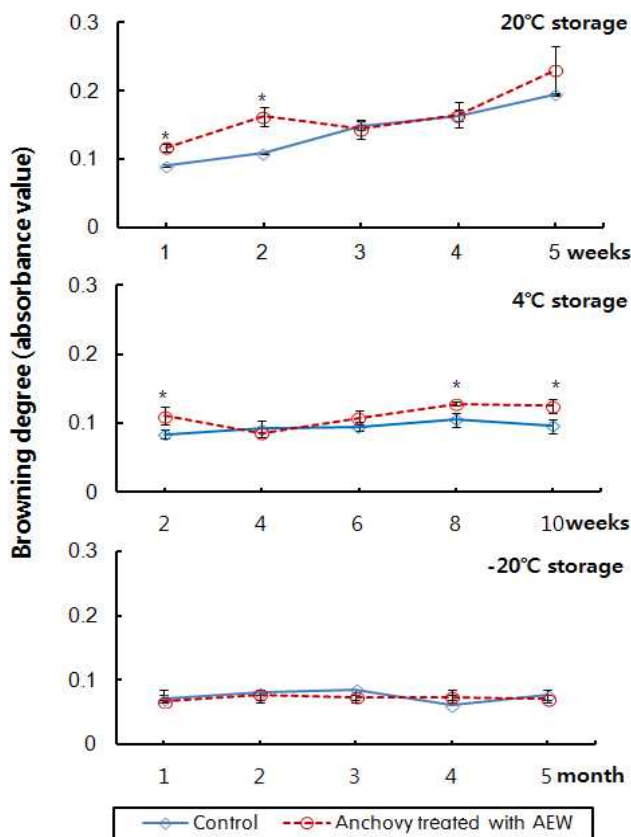 Browning degree (absorbance value)
20℃ storage
0.3
0.2
0.1
0
*
*
1 2 3 4 5 weeks
4℃ storage
0.3
0.2
0.1
0
*
*
*
2 4 6 8 10 weeks
-20℃ storage
0.3
0.2
0.1
0
1 2 3 4 5 month
Control Anchovy treated with AEW